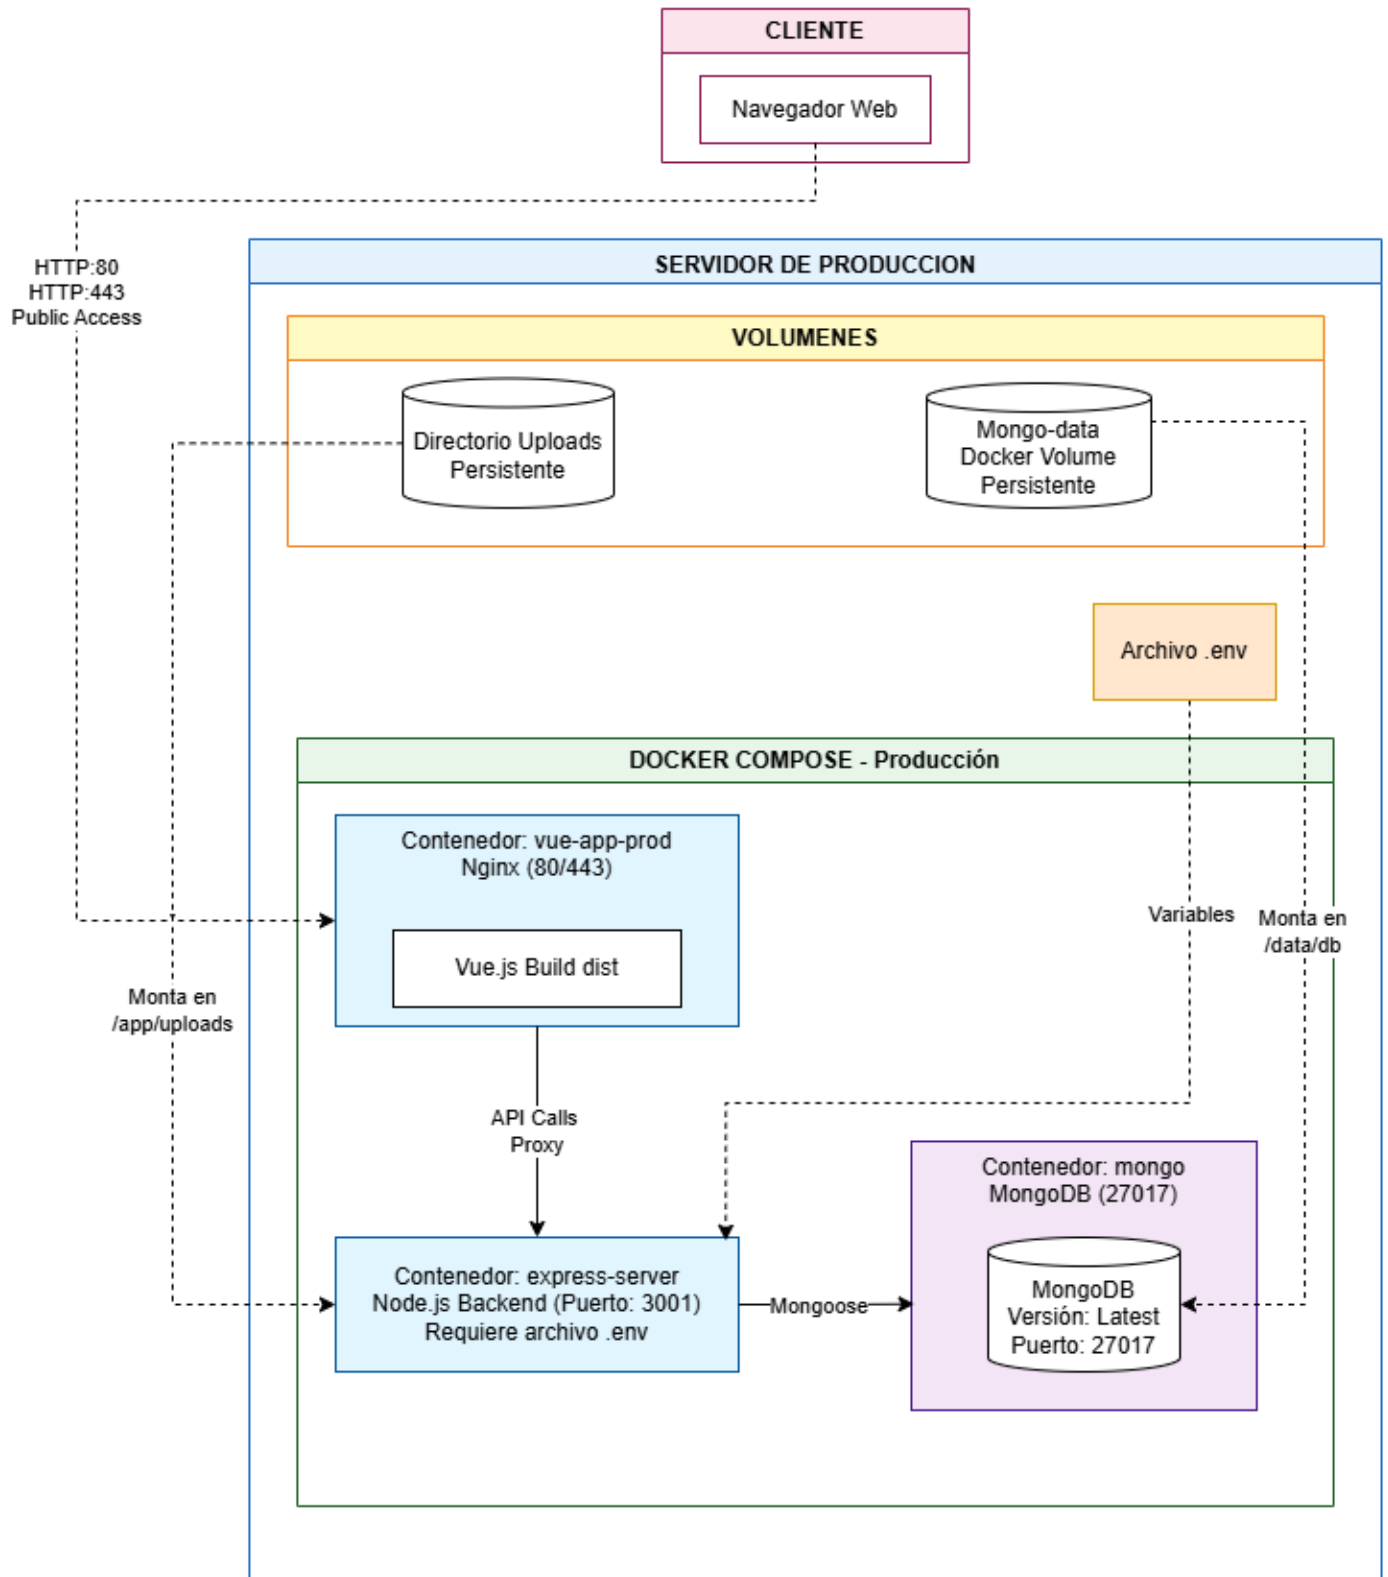 CLIENTE
Navegador Web
HTTP:80
HTTP:443
Public Access
SERVIDOR DE PRODUCCION
VOLUMENES
Directorio Uploads
Persistente
Mongo-data
Docker Volume
Persistente
Archivo .env
DOCKER COMPOSE - Producción
Contenedor: vue-app-prod
Nginx (80/443)
Vue.js Build dist
Variables
Monta en
/data/db
Monta en
/app/uploads
API Calls
Proxy
Contenedor: mongo
MongoDB (27017)
Contenedor: express-server
Node.js Backend (Puerto: 3001)
Requiere archivo .env
Mongoose
MongoDB
Versión: Latest
Puerto: 27017